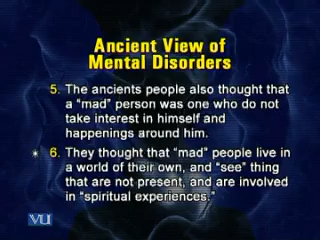 Ancient View of
Mental Disorders
5. The ancients people also thought that
a “mad” person was one who do not
take interest in himself and
happenings around him.
6. They thought that “mad” people live in
a world of their own, and “see” thing
that are not present, and are involved
in “spiritual experiences.”
VU